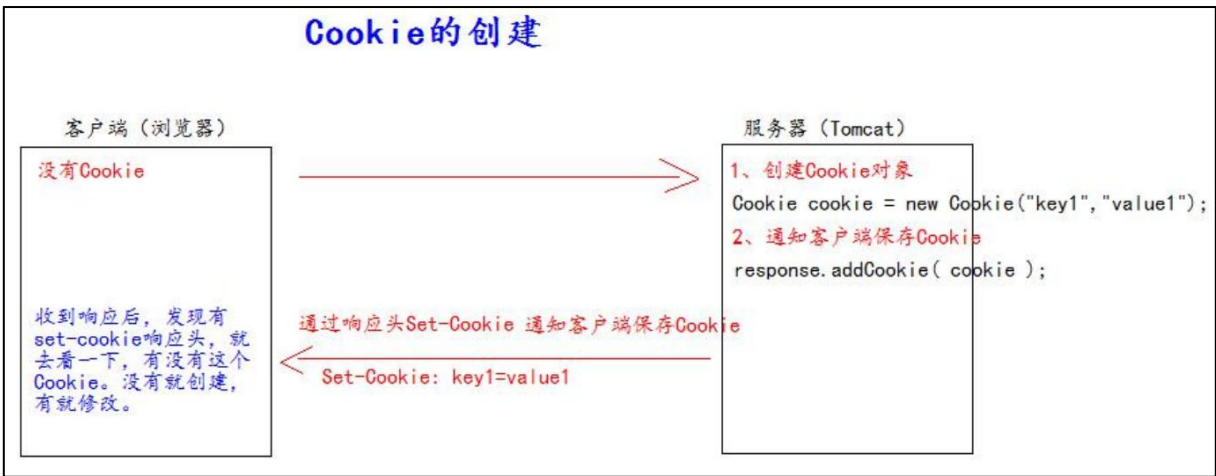 Cookie的创建
客户端（浏览器）
没有Cookie
收到响应后，发现有
set-cookie响应头，就
去看一下，有没有这个
Cookie。没有就创建，
有就修改。
通过响应头Set-Cookie 通知客户端保存Cookie
Set-Cookie: key1=value1
服务器（Tomcat）
1、创建Cookie对象
Cookie cookie = new Cookie("key1","value1");
2、通知客户端保存Cookie
response.addCookie( cookie );